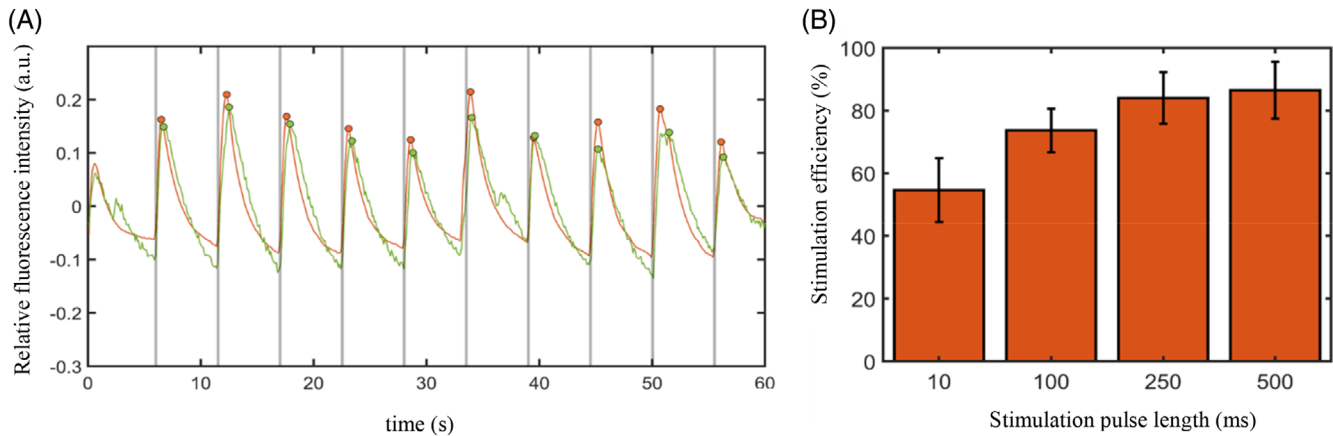 (A)
Relative fluorescence intensity (a.u.)
0.2
0.1
0
-0.1
-0.2
-0.3
0 10 20 30 40 50 60
time (s)
(B)
Stimulation efficiency (%)
100
80
60
40
20
0
10 100 250 500
Stimulation pulse length (ms)